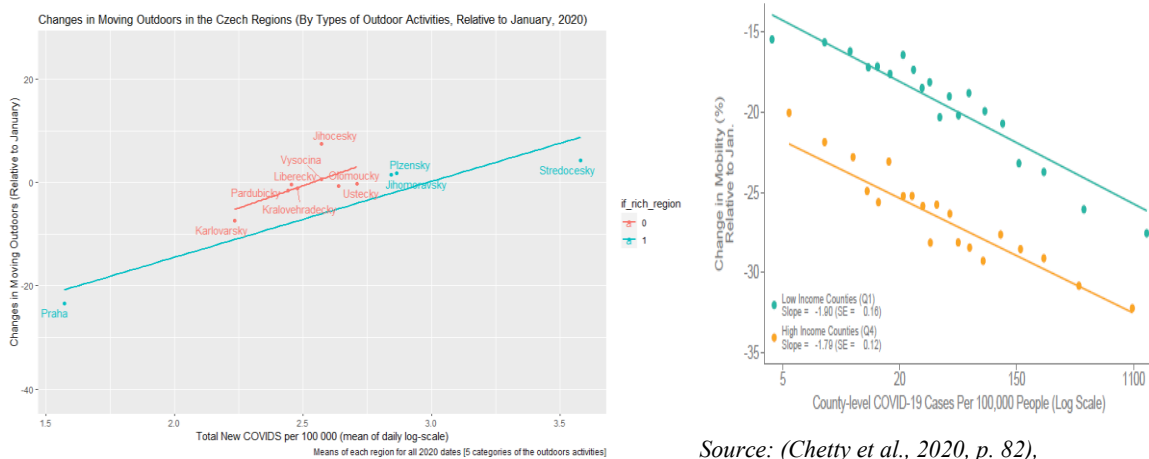 Changes in Moving Outdoors in the Czech Regions (By Types of Outdoor Activities, Relative to January, 2020)
Changes in Moving Outdoors (Relative to January)
20
0
-20
-40
Jihocesky
Vysocina
Liberecky
Olomoucky
Pardubicky
Ustecky
Kralovehradecky
Karlovarsky
Plzensky
Jihomoravsky
Stredocesky
Praha
1.5
2.0
2.5
3.0
3.5
Total New COVIDS per 100 000 (mean of daily log-scale)
Means of each region for all 2020 dates [5 categories of the outdoors activities]
if_rich_region
0
1
Change in Mobility (%)
Relative to Jan.
-15
-20
-25
-30
-35
Low Income Counties (Q1)
Slope = -1.90 (SE = 0.16)
High Income Counties (Q4)
Slope = -1.79 (SE = 0.12)
5
20
150
1100
County-level COVID-19 Cases Per 100,000 People (Log Scale)
Source: (Chetty et al., 2020, p. 82),